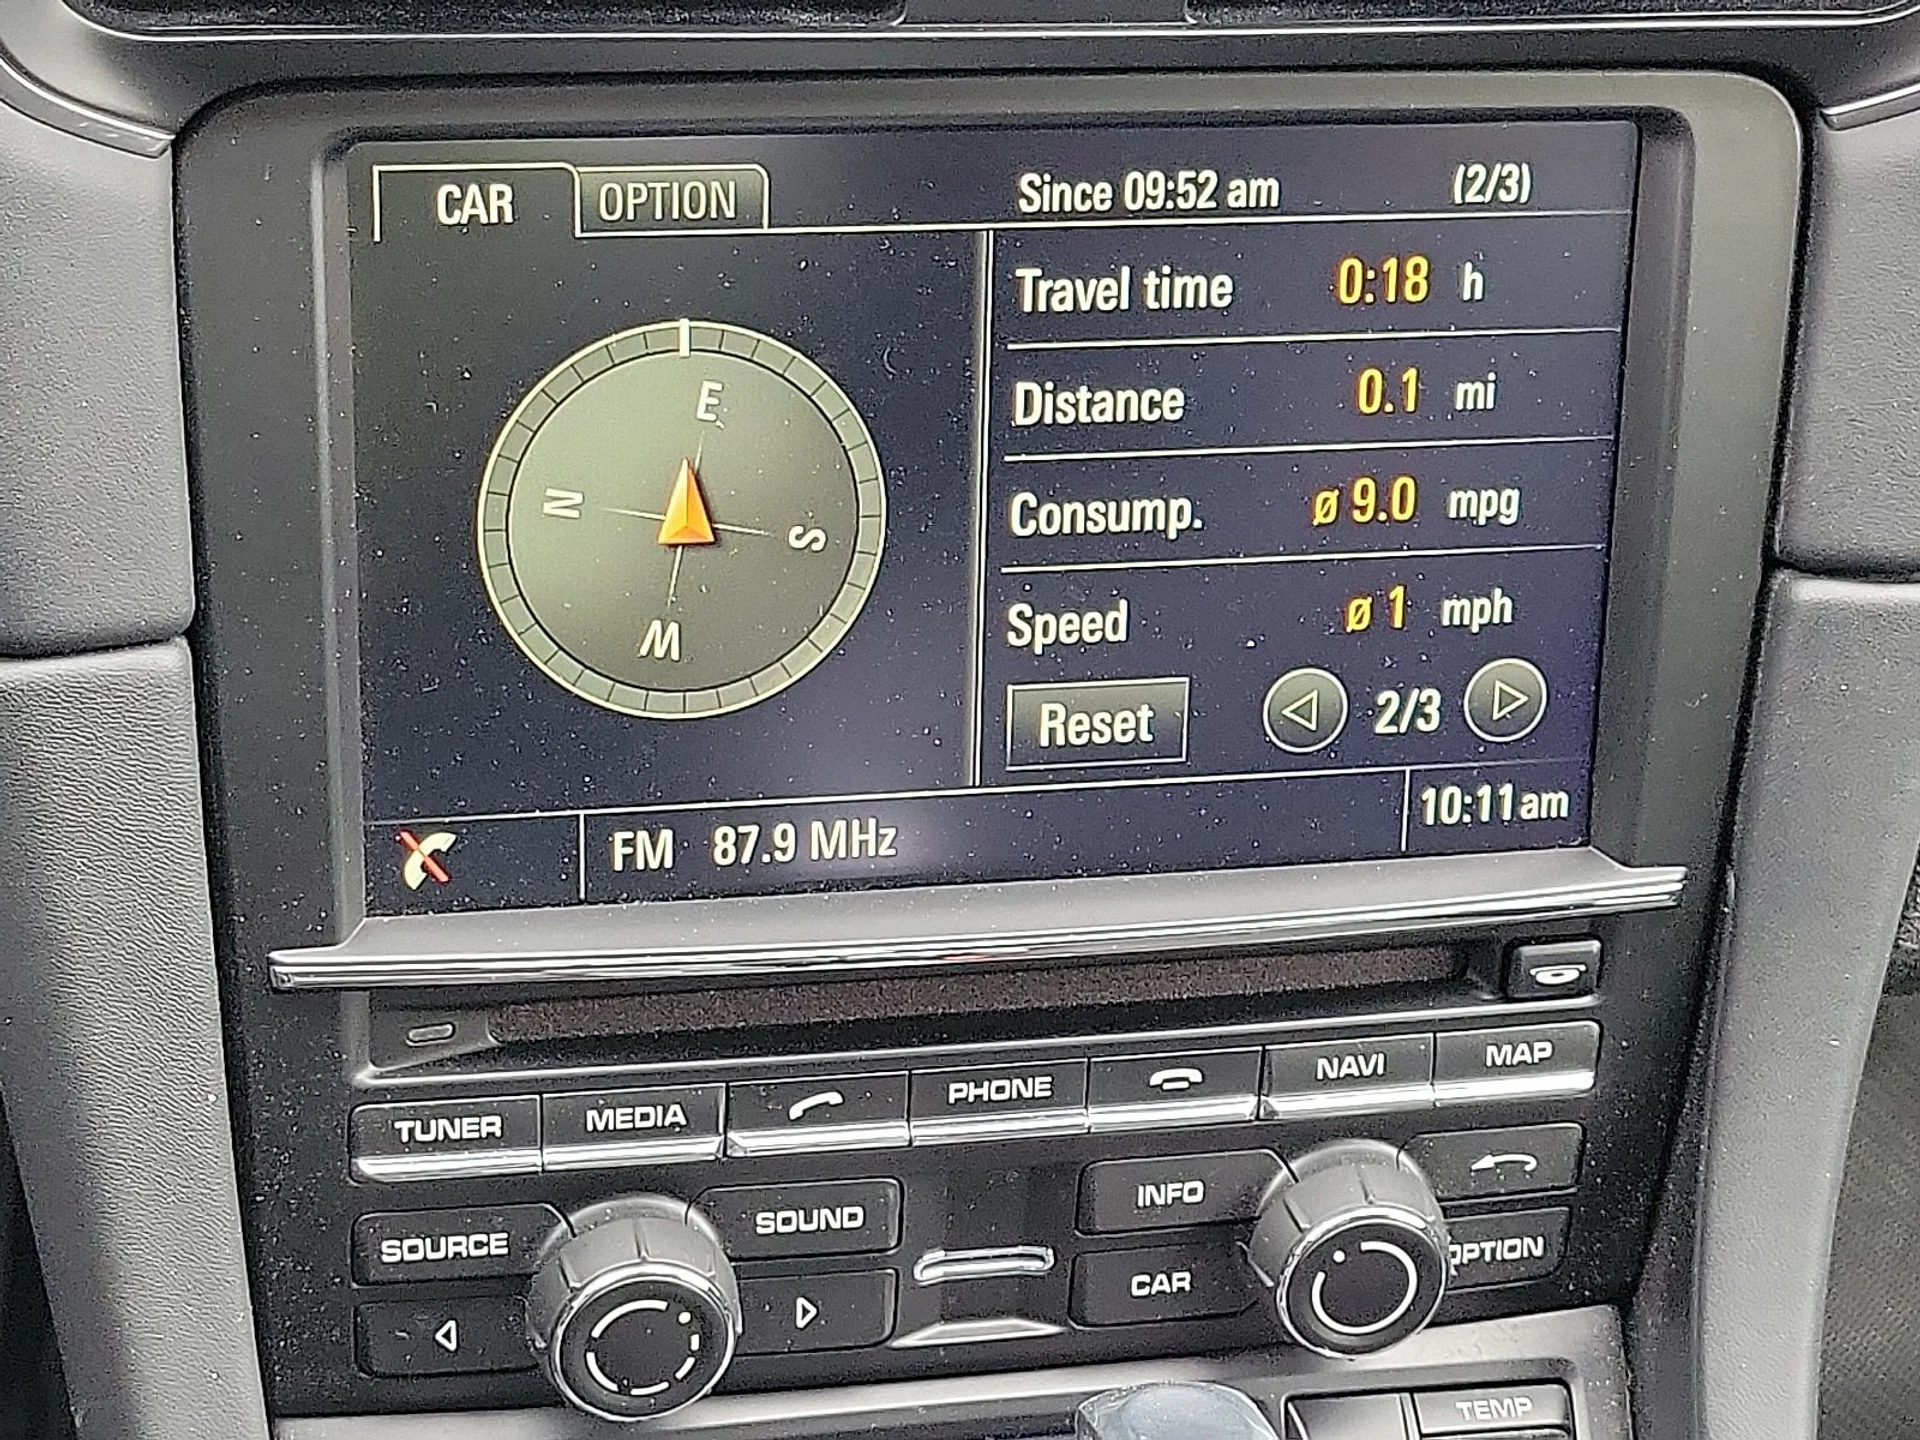 CAR OPTION Since 09:52 am (2/3)
Travel time 0:18 h
Distance 0.1 mi
Consump. ø 9.0 mpg
Speed ø 1 mph
Reset 2/3
E
N S
W
FM 87.9 MHz 10:11am
TUNER MEDIA PHONE NAVI MAP
SOURCE SOUND INFO
CAR OPTION
TEMP